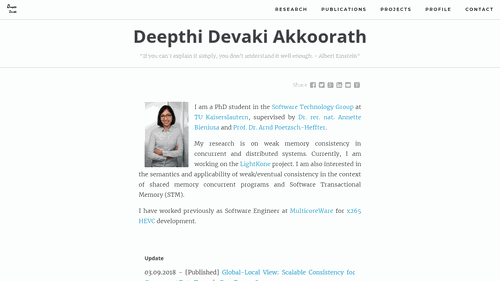 Deepthi
Devaki
RESEARCH PUBLICATIONS PROJECTS PROFILE CONTACT
Deepthi Devaki Akkoorath
"If you can't explain it simply, you don't understand it well enough. - Albert Einstein"
Share
I am a PhD student in the Software Technology Group at
TU Kaiserslautern, supervised by Dr. rer. nat. Annette
Bieniusa and Prof. Dr. Arnd Poetzsch-Heffter.
My research is on weak memory consistency in
concurrent and distributed systems. Currently, I am
working on the LightKone project. I am also interested in
the semantics and applicability of weak/eventual consistency in the context
of shared memory concurrent programs and Software Transactional
Memory (STM).
I have worked previously as Software Engineer at MulticoreWare for x265
HEVC development.
Update
03.09.2018 - [Published] Global-Local View: Scalable Consistency for